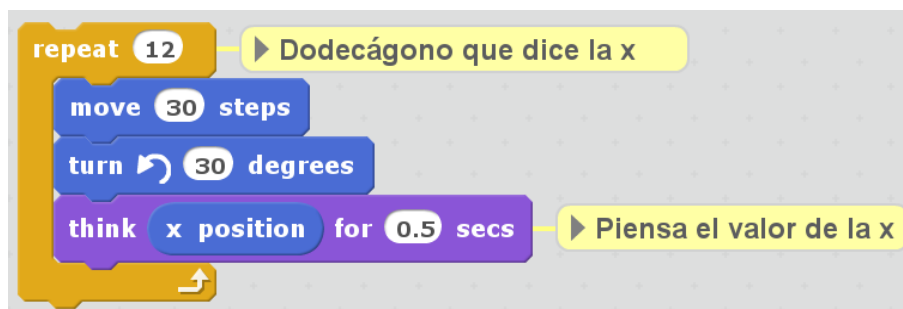 repeat 12 Dodecágono que dice la x
move 30 steps
turn 30 degrees
think x position for 0.5 secs Piensa el valor de la x